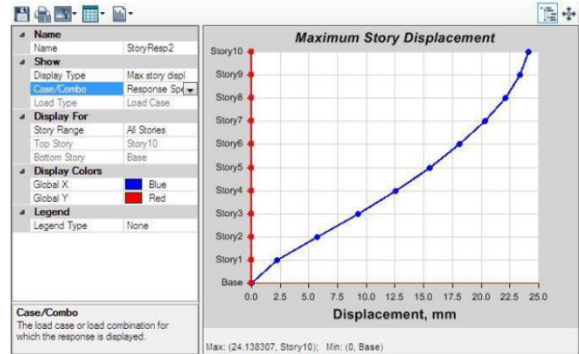 Name
Name StoryResp2
Show
Display Type Max story displ
Case/Combo Response Spe
Load Type Load Case
Display For
Story Range All Stories
Top Story Story10
Bottom Story Base
Display Colors
Global X Blue
Global Y Red
Legend
Legend Type None
Case/Combo
The load case or load combination for
which the response is displayed.
Maximum Story Displacement
Story10
Story9
Story8
Story7
Story6
Story5
Story4
Story3
Story2
Story1
Base
0.0 2.5 5.0 7.5 10.0 12.5 15.0 17.5 20.0 22.5 25.0
Displacement, mm
Max: (24.138307, Story10); Min: (0, Base)